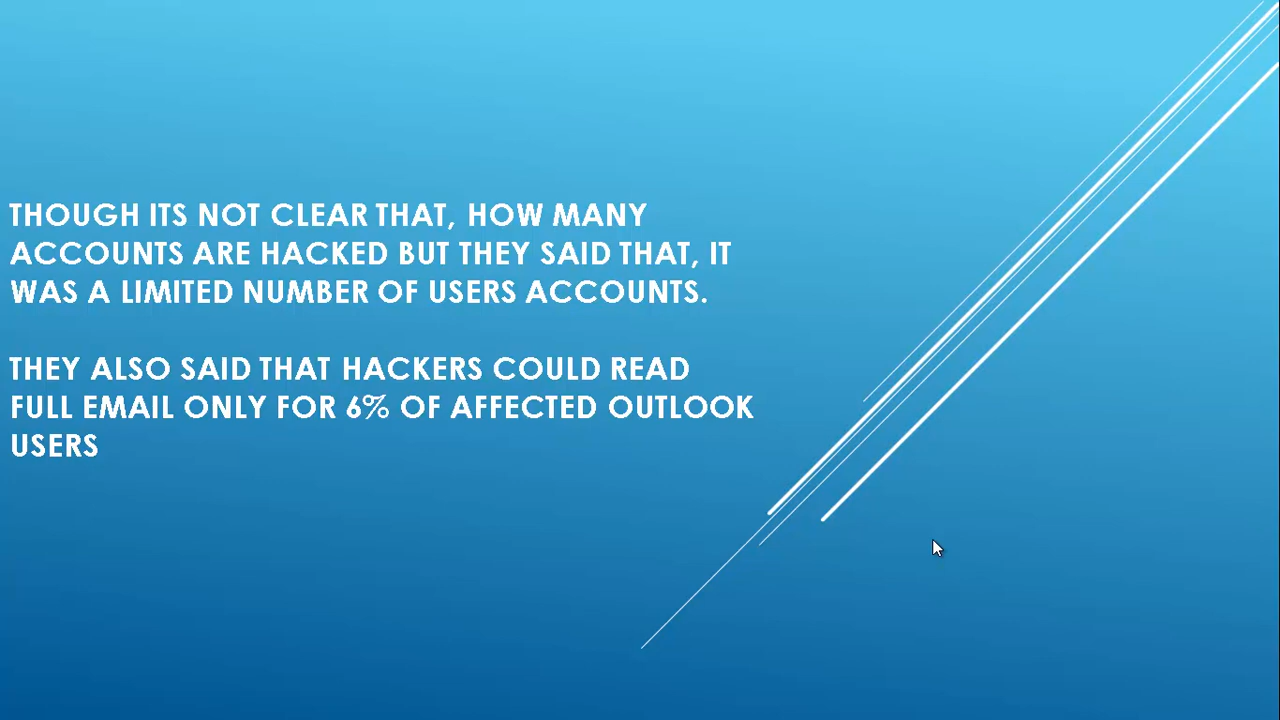 THOUGH ITS NOT CLEAR THAT, HOW MANY
ACCOUNTS ARE HACKED BUT THEY SAID THAT, IT
WAS A LIMITED NUMBER OF USERS ACCOUNTS.
THEY ALSO SAID THAT HACKERS COULD READ
FULL EMAIL ONLY FOR 6% OF AFFECTED OUTLOOK
USERS